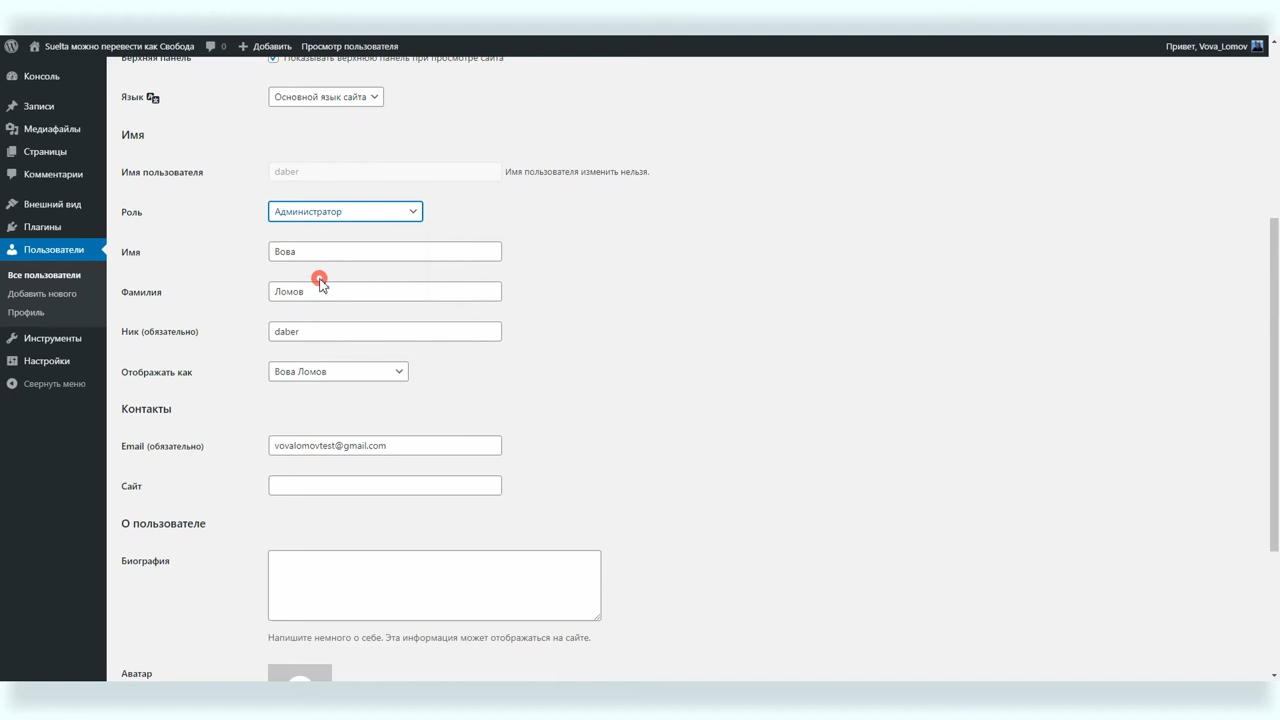 Suelta можно перевести как Свобода 0 Добавить Просмотр пользователя Привет, Vova_Lomov
Консоль
Записи
Медиафайлы
Страницы
Комментарии
Внешний вид
Плагины
Пользователи
Все пользователи
Добавить нового
Профиль
Инструменты
Настройки
Свернуть меню
Верхняя панель Показывать верхнюю панель при просмотре сайта
Язык Основной язык сайта
Имя
Имя пользователя daber Имя пользователя изменить нельзя.
Роль Администратор
Имя Вова
Фамилия Ломов
Ник (обязательно) daber
Отображать как Вова Ломов
Контакты
Email (обязательно) vovalomovtest@gmail.com
Сайт
О пользователе
Биография
Напишите немного о себе. Эта информация может отображаться на сайте.
Аватар